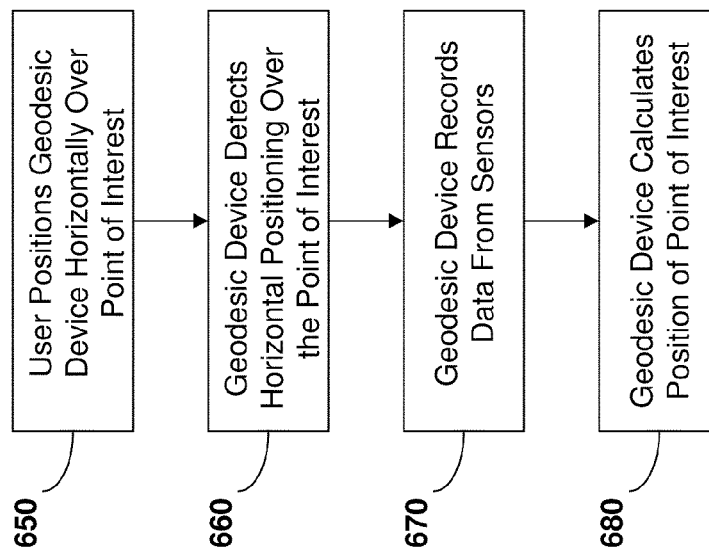 650
User Positions Geodesic
Device Horizontally Over
Point of Interest
660
Geodesic Device Detects
Horizontal Positioning Over
the Point of Interest
670
Geodesic Device Records
Data From Sensors
680
Geodesic Device Calculates
Position of Point of Interest